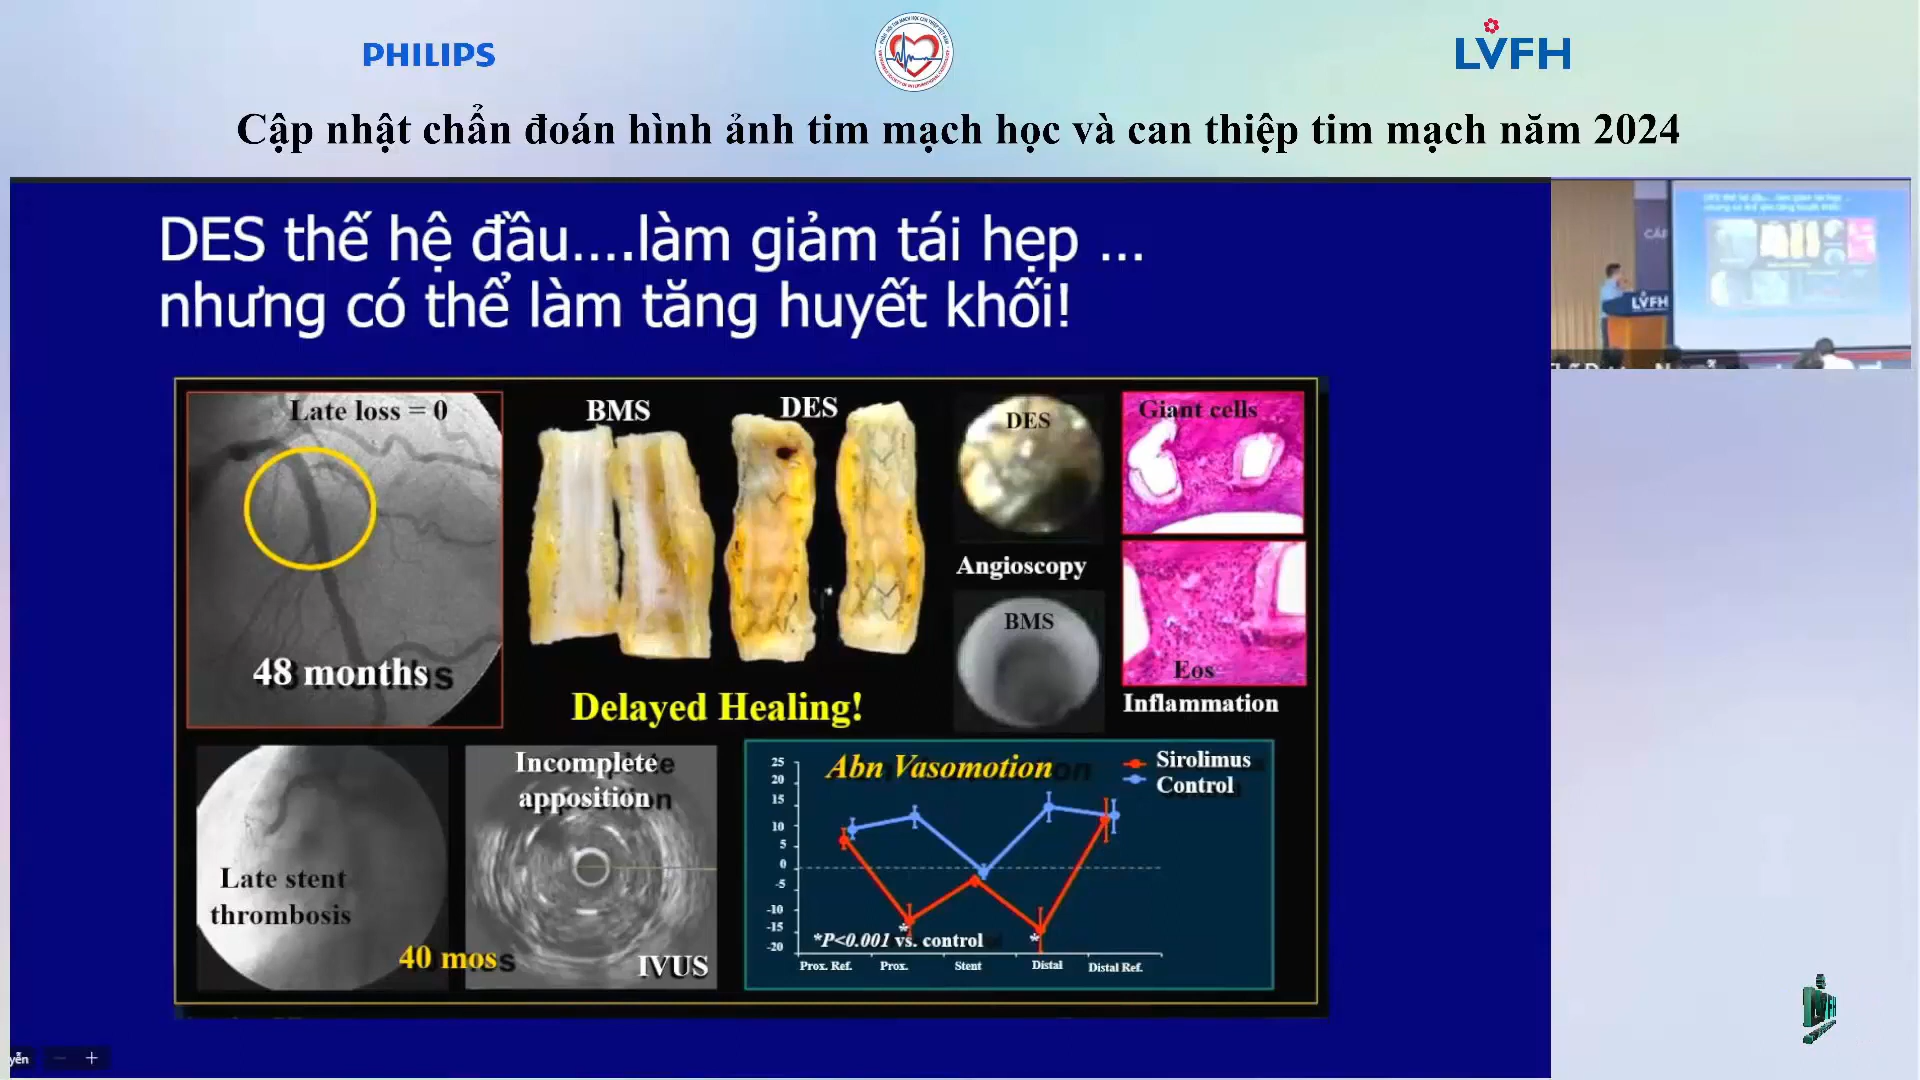 PHILIPS
LVFH
Cập nhật chẩn đoán hình ảnh tim mạch học và can thiệp tim mạch năm 2024
DES thế hệ đầu….làm giảm tái hẹp …
nhưng có thể làm tăng huyết khối!
Late loss = 0
48 months
BMS
DES
Delayed Healing!
DES
Angioscopy
BMS
Giant cells
Eos
Inflammation
Late stent
thrombosis
40 mos
Incomplete
apposition
IVUS
Abn Vasomotion
Sirolimus
Control
25
20
15
10
5
0
-5
-10
-15
-20
*P<0.001 vs. control
*
*
Prox. Ref.
Prox.
Stent
Distal
Distal Ref.
LVFH
LVFH